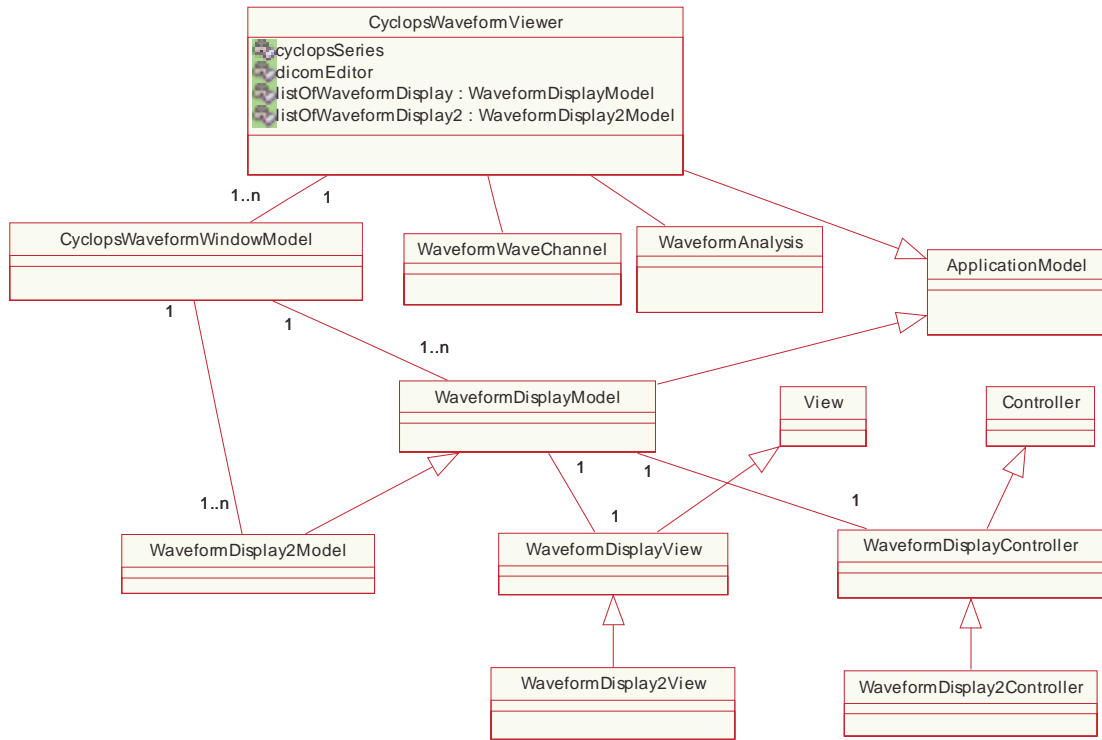 CyclopsWaveformViewer
cyclopsSeries
dicomEditor
listOfWaveformDisplay : WaveformDisplayModel
listOfWaveformDisplay2 : WaveformDisplay2Model
1..n
1
CyclopsWaveformWindowModel
WaveformWaveChannel
WaveformAnalysis
ApplicationModel
1
1
1..n
WaveformDisplayModel
View
Controller
1
1
1..n
1
1
WaveformDisplay2Model
WaveformDisplayView
WaveformDisplayController
WaveformDisplay2View
WaveformDisplay2Controller